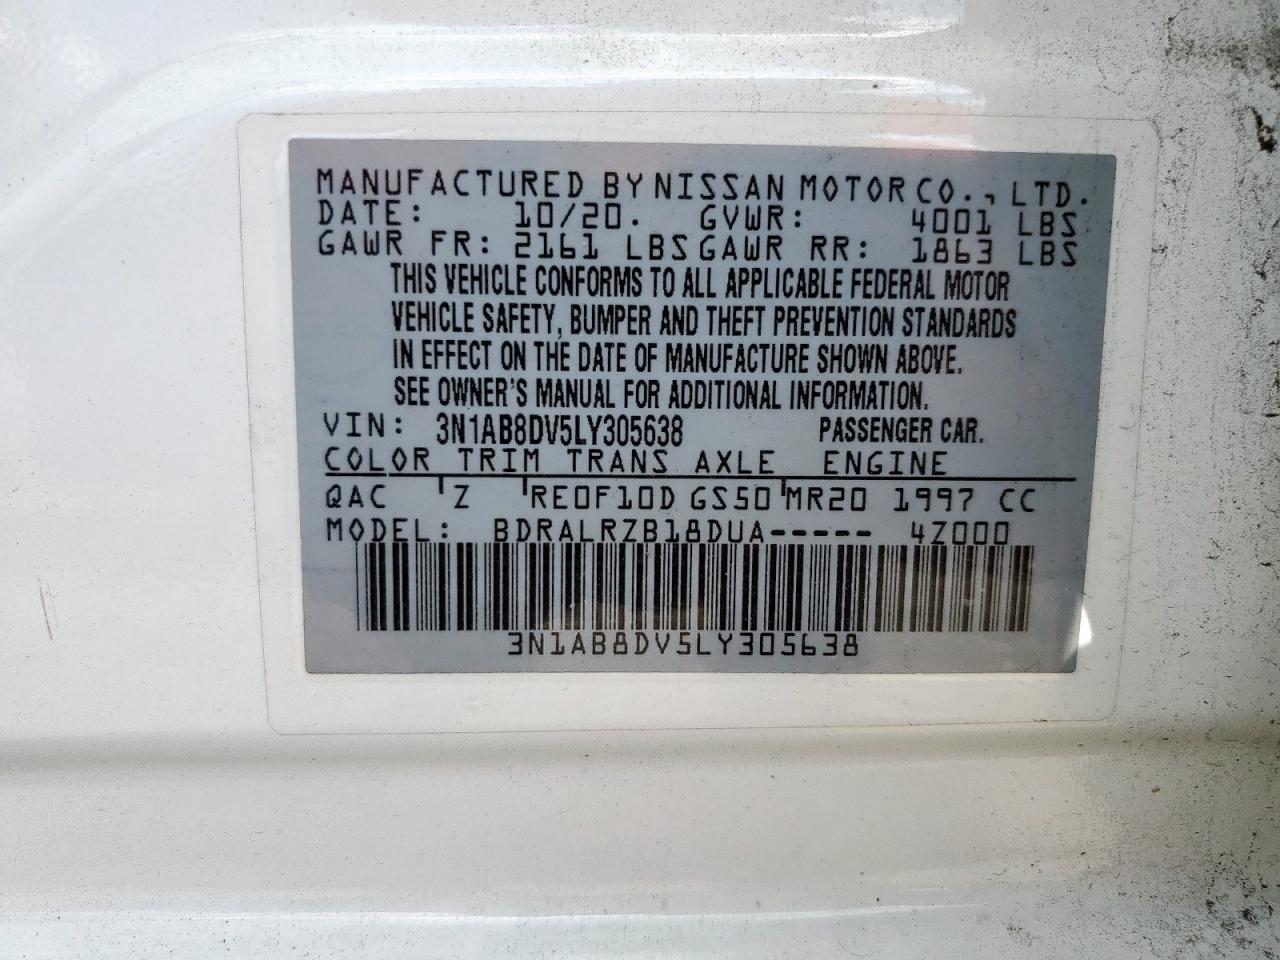 MANUFACTURED BY NISSAN MOTOR CO., LTD.
DATE: 10/20. GVWR: 4001 LBS
GAWR FR: 2161 LBS GAWR RR: 1863 LBS
THIS VEHICLE CONFORMS TO ALL APPLICABLE FEDERAL MOTOR
VEHICLE SAFETY, BUMPER AND THEFT PREVENTION STANDARDS
IN EFFECT ON THE DATE OF MANUFACTURE SHOWN ABOVE.
SEE OWNER'S MANUAL FOR ADDITIONAL INFORMATION.
VIN: 3N1AB8DV5LY305638 PASSENGER CAR.
COLOR TRIM TRANS AXLE ENGINE
QAC Z RE0F10D GS50 MR20 1997 CC
MODEL: BDRALRZB18DUA----- 4Z000
3N1AB8DV5LY305638